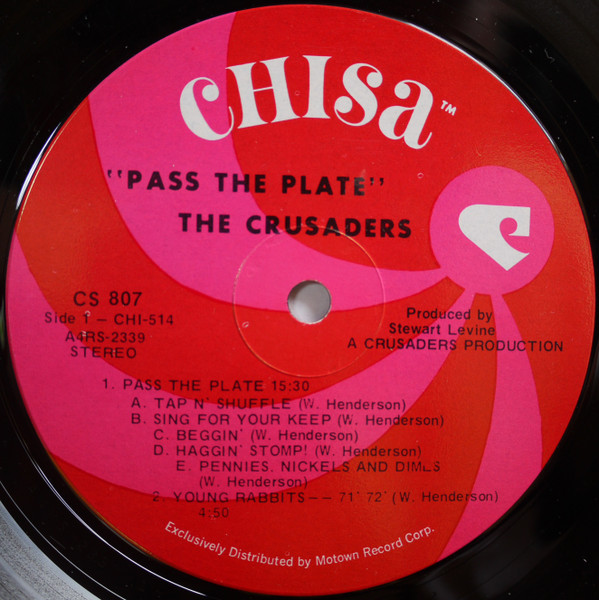 CHISa™
"PASS THE PLATE"
THE CRUSADERS
CS 807
Side 1 — CHI-514
A4RS-2339
STEREO
Produced by
Stewart Levine
A CRUSADERS PRODUCTION
1. PASS THE PLATE 15:30
A. TAP N' SHUFFLE (W. Henderson)
B. SING FOR YOUR KEEP (W. Henderson)
C. BEGGIN' (W. Henderson)
D. HAGGIN' STOMP! (W. Henderson)
E. PENNIES, NICKELS AND DIMES
(W. Henderson)
2. YOUNG RABBITS—— 71' 72' (W. Henderson)
4:50
Exclusively Distributed by Motown Record Corp.